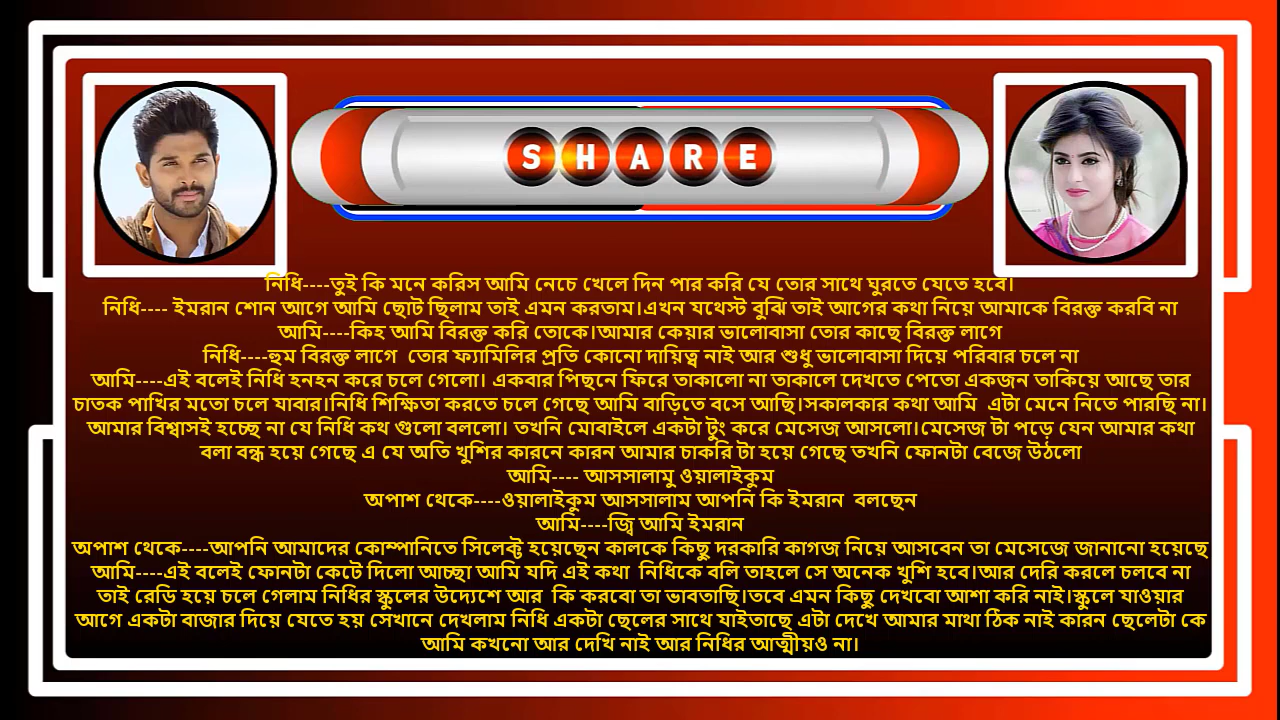 SHARE
নিধি----তুই কি মনে করিস আমি নেচে খেলে দিন পার করি যে তোর সাথে ঘুরতে যেতে হবে।
নিধি---- ইমরান শোন আগে আমি ছোট ছিলাম তাই এমন করতাম।এখন যথেস্ট বুঝি তাই আগের কথা নিয়ে আমাকে বিরক্ত করবি না
আমি----কিহ আমি বিরক্ত করি তোকে।আমার কেয়ার ভালোবাসা তোর কাছে বিরক্ত লাগে
নিধি----হুম বিরক্ত লাগে  তোর ফ্যামিলির প্রতি কোনো দায়িত্ব নাই আর শুধু ভালোবাসা দিয়ে পরিবার চলে না
আমি----এই বলেই নিধি হনহন করে চলে গেলো। একবার পিছনে ফিরে তাকালো না তাকালে দেখতে পেতো একজন তাকিয়ে আছে তার
চাতক পাখির মতো চলে যাবার।নিধি শিক্ষিতা করতে চলে গেছে আমি বাড়িতে বসে আছি।সকালকার কথা আমি  এটা মেনে নিতে পারছি না।
আমার বিশ্বাসই হচ্ছে না যে নিধি কথ গুলো বললো। তখনি মোবাইলে একটা টুং করে মেসেজ আসলো।মেসেজ টা পড়ে যেন আমার কথা
বলা বন্ধ হয়ে গেছে এ যে অতি খুশির কারনে কারন আমার চাকরি টা হয়ে গেছে তখনি ফোনটা বেজে উঠলো
আমি---- আসসালামু ওয়ালাইকুম
অপাশ থেকে----ওয়ালাইকুম আসসালাম আপনি কি ইমরান  বলছেন
আমি----জ্বি আমি ইমরান
অপাশ থেকে----আপনি আমাদের কোম্পানিতে সিলেক্ট হয়েছেন কালকে কিছু দরকারি কাগজ নিয়ে আসবেন তা মেসেজে জানানো হয়েছে
আমি----এই বলেই ফোনটা কেটে দিলো আচ্ছা আমি যদি এই কথা  নিধিকে বলি তাহলে সে অনেক খুশি হবে।আর দেরি করলে চলবে না
তাই রেডি হয়ে চলে গেলাম নিধির স্কুলের উদ্যেশে আর  কি করবো তা ভাবতাছি।তবে এমন কিছু দেখবো আশা করি নাই।স্কুলে যাওয়ার
আগে একটা বাজার দিয়ে যেতে হয় সেখানে দেখলাম নিধি একটা ছেলের সাথে যাইতাছে এটা দেখে আমার মাথা ঠিক নাই কারন ছেলেটা কে
আমি কখনো আর দেখি নাই আর নিধির আত্মীয়ও না।